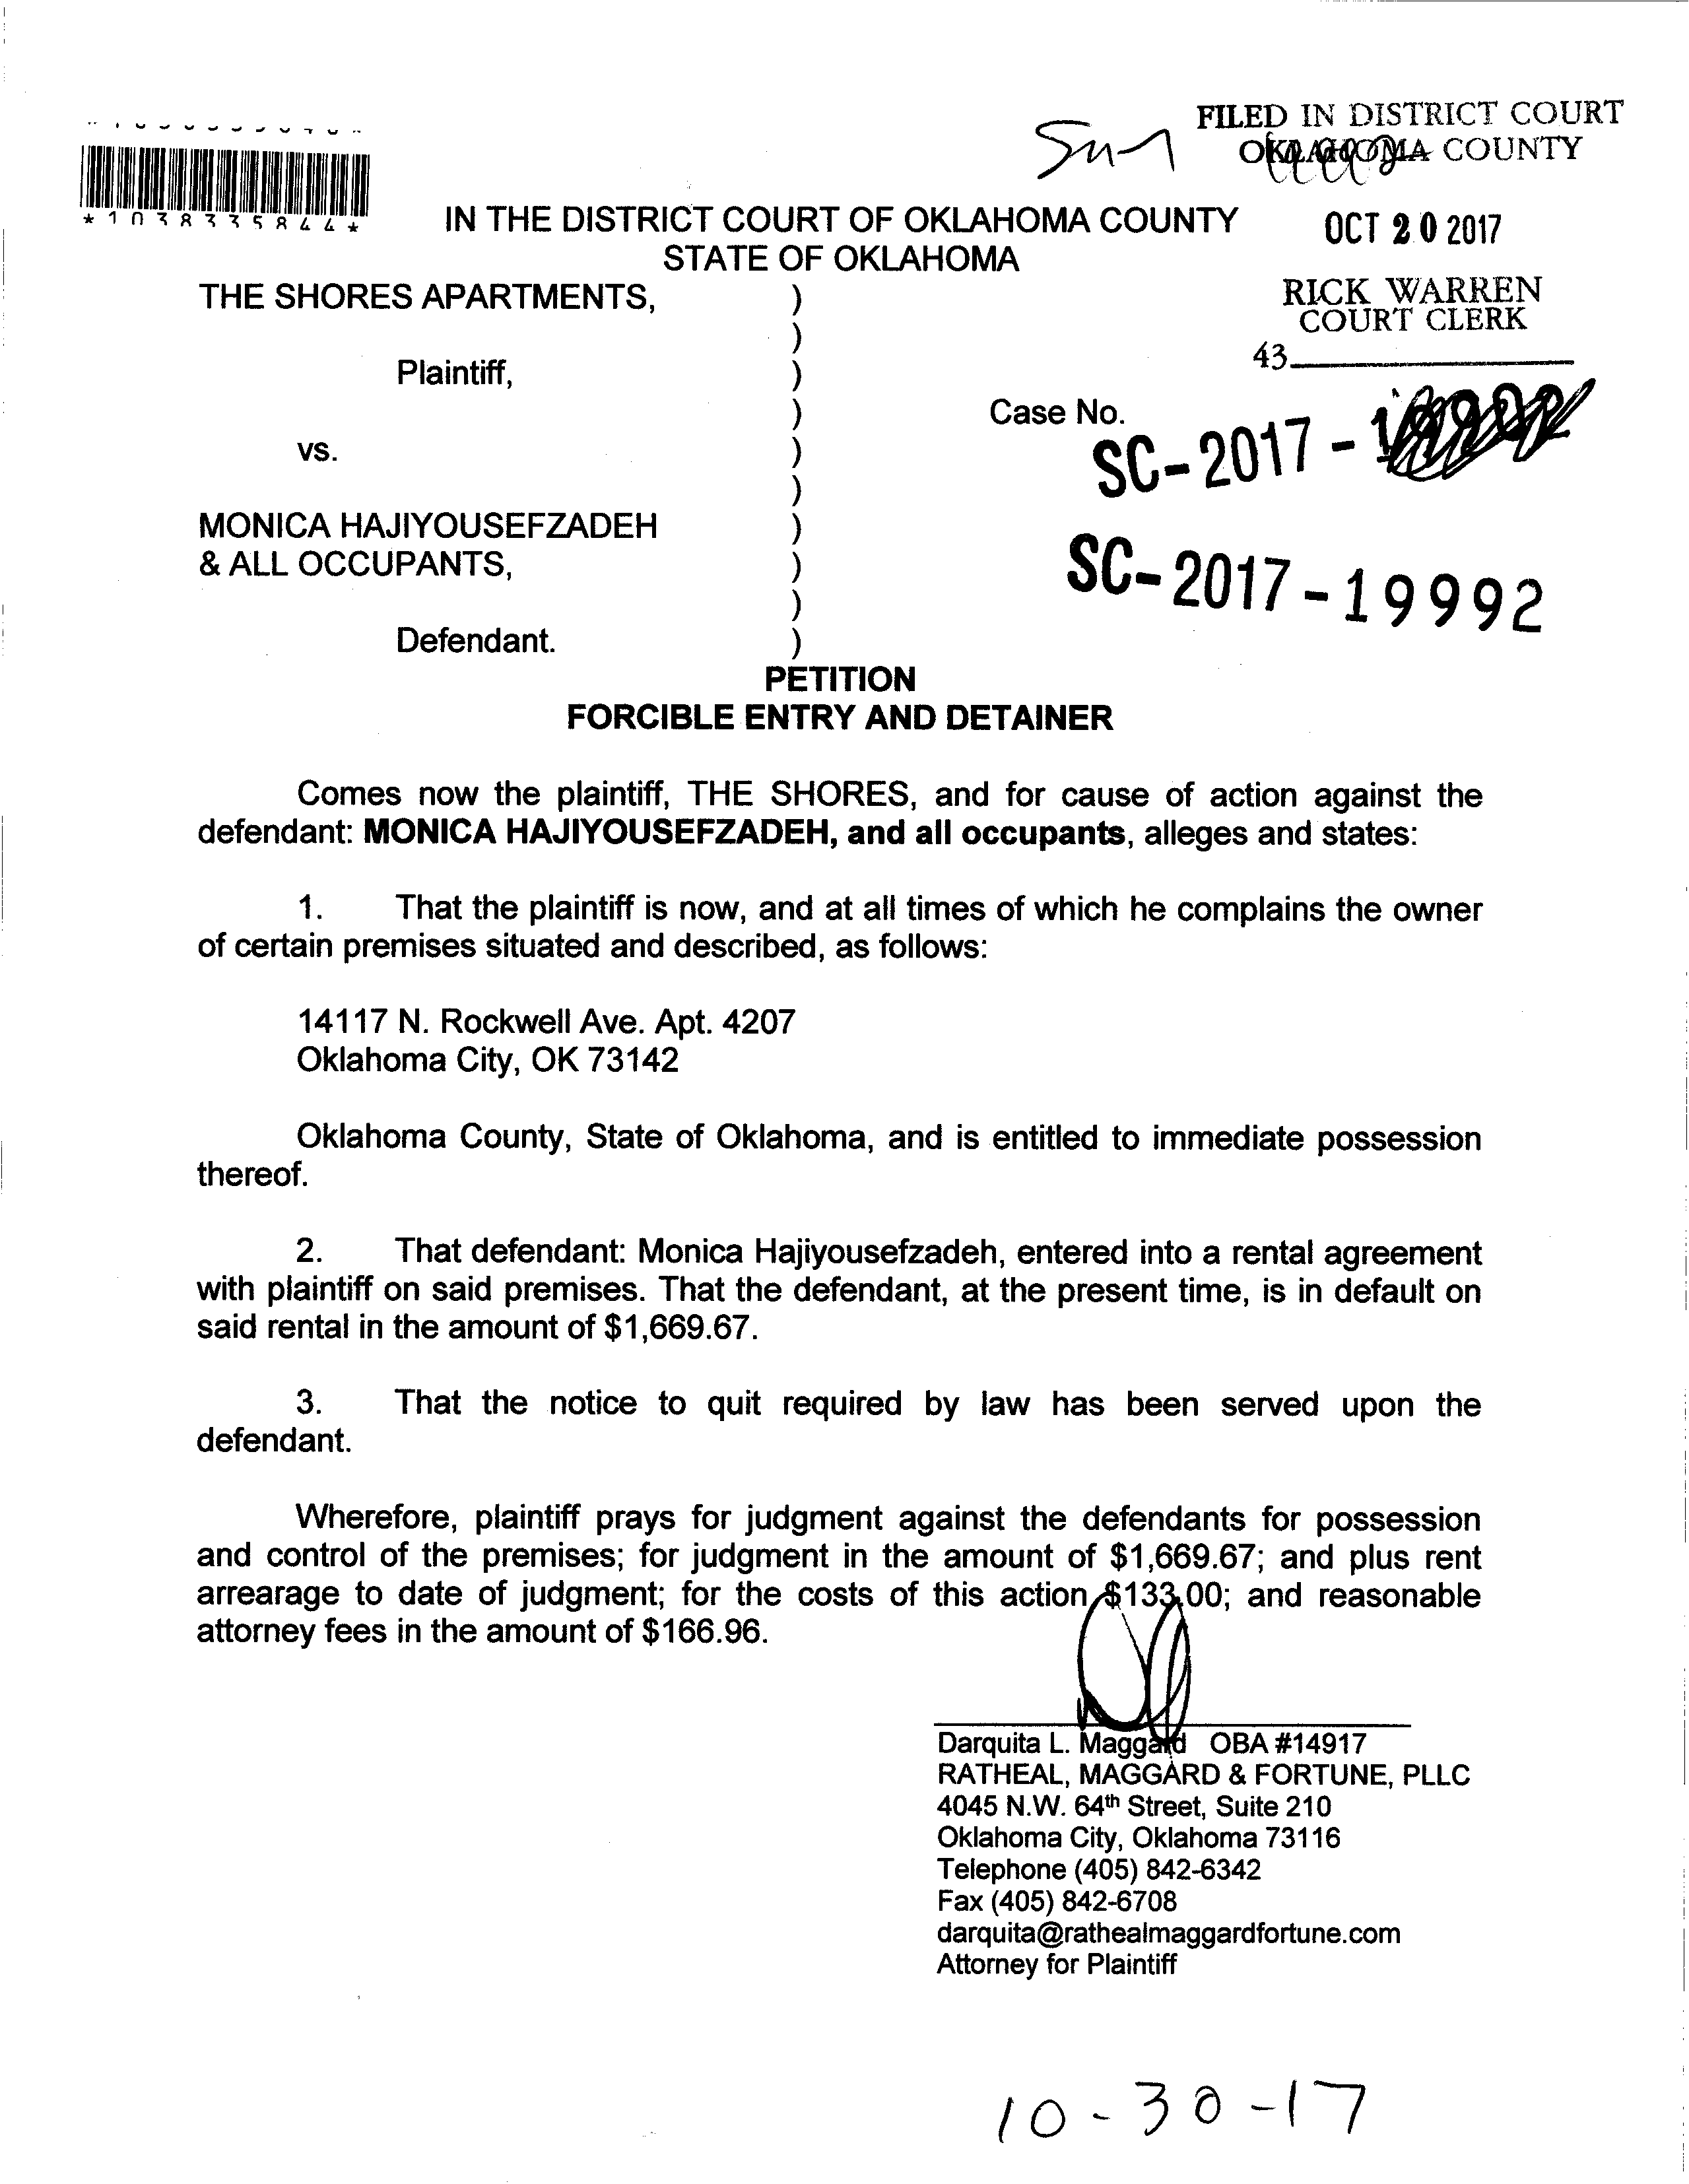 FILED IN DISTRICT COURT
OKLAHOMA COUNTY
*1038335844*
IN THE DISTRICT COURT OF OKLAHOMA COUNTY
STATE OF OKLAHOMA
OCT 20 2017
RICK WARREN
COURT CLERK
43
THE SHORES APARTMENTS, )
)
Plaintiff, )
) Case No.
vs. ) SC-2017-
)
MONICA HAJIYOUSEFZADEH )
& ALL OCCUPANTS, ) SC-2017-19992
)
Defendant. )
PETITION
FORCIBLE ENTRY AND DETAINER
Comes now the plaintiff, THE SHORES, and for cause of action against the
defendant: MONICA HAJIYOUSEFZADEH, and all occupants, alleges and states:
1. That the plaintiff is now, and at all times of which he complains the owner
of certain premises situated and described, as follows:
14117 N. Rockwell Ave. Apt. 4207
Oklahoma City, OK 73142
Oklahoma County, State of Oklahoma, and is entitled to immediate possession
thereof.
2. That defendant: Monica Hajiyousefzadeh, entered into a rental agreement
with plaintiff on said premises. That the defendant, at the present time, is in default on
said rental in the amount of $1,669.67.
3. That the notice to quit required by law has been served upon the
defendant.
Wherefore, plaintiff prays for judgment against the defendants for possession
and control of the premises; for judgment in the amount of $1,669.67; and plus rent
arrearage to date of judgment; for the costs of this action $133.00; and reasonable
attorney fees in the amount of $166.96.
Darquita L. Maggard OBA #14917
RATHEAL, MAGGARD & FORTUNE, PLLC
4045 N.W. 64th Street, Suite 210
Oklahoma City, Oklahoma 73116
Telephone (405) 842-6342
Fax (405) 842-6708
darquita@rathealmaggardfortune.com
Attorney for Plaintiff
10-30-17